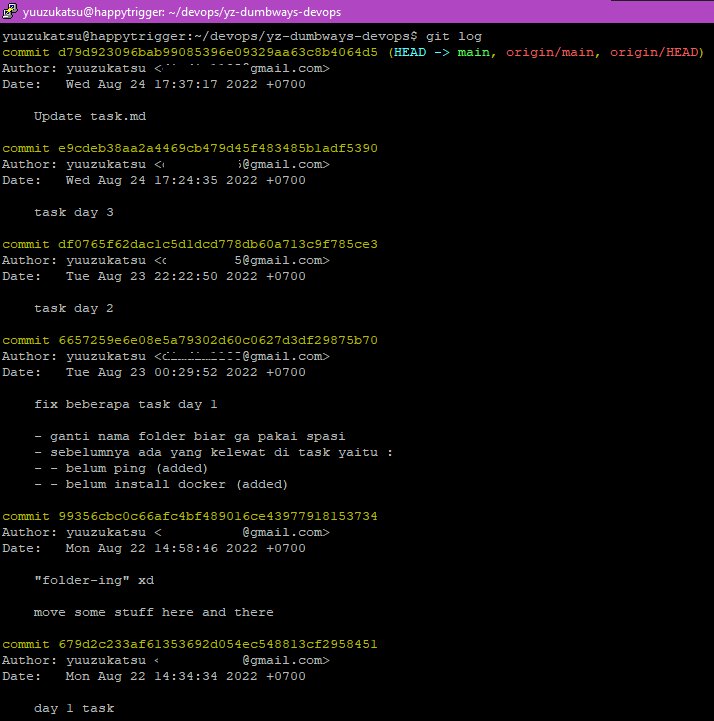 yuuzukatsu@happytrigger: ~/devops/yz-dumbways-devops
yuuzukatsu@happytrigger:~/devops/yz-dumbways-devops$ git log
commit d79d923096bab99085396e09329aa63c8b4064d5 (HEAD -> main, origin/main, origin/HEAD)
Author: yuuzukatsu < @gmail.com>
Date:   Wed Aug 24 17:37:17 2022 +0700
Update task.md
commit e9cdeb38aa2a4469cb479d45f483485b1adf5390
Author: yuuzukatsu < @gmail.com>
Date:   Wed Aug 24 17:24:35 2022 +0700
task day 3
commit df0765f62dac1c5d1dcd778db60a713c9f785ce3
Author: yuuzukatsu < 5@gmail.com>
Date:   Tue Aug 23 22:22:50 2022 +0700
task day 2
commit 6657259e6e08e5a79302d60c0627d3df29875b70
Author: yuuzukatsu < @gmail.com>
Date:   Tue Aug 23 00:29:52 2022 +0700
fix beberapa task day 1
- ganti nama folder biar ga pakai spasi
- sebelumnya ada yang kelewat di task yaitu :
- - belum ping (added)
- - belum install docker (added)
commit 99356cbc0c66afc4bf489016ce43977918153734
Author: yuuzukatsu < @gmail.com>
Date:   Mon Aug 22 14:58:46 2022 +0700
"folder-ing" xd
move some stuff here and there
commit 679d2c233af61353692d054ec548813cf2958451
Author: yuuzukatsu < @gmail.com>
Date:   Mon Aug 22 14:34:34 2022 +0700
day 1 task